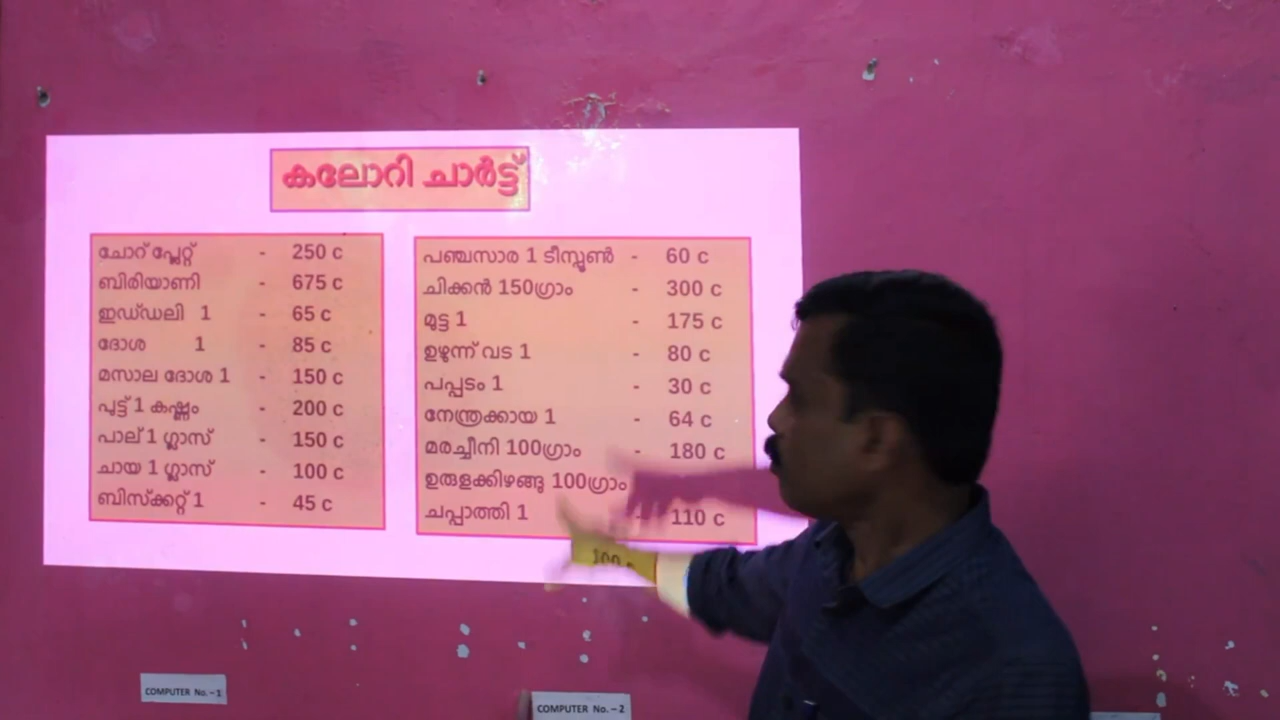 കലോറി ചാർട്ട്
ചോറ് പ്ലേറ്റ് - 250 c
ബിരിയാണി - 675 c
ഇഡ്ഡലി 1 - 65 c
ദോശ 1 - 85 c
മസാല ദോശ 1 - 150 c
പുട്ട് 1 കഷ്ണം - 200 c
പാല് 1 ഗ്ലാസ് - 150 c
ചായ 1 ഗ്ലാസ് - 100 c
ബിസ്ക്കറ്റ് 1 - 45 c
പഞ്ചസാര 1 ടീസ്പൂൺ - 60 c
ചിക്കൻ 150ഗ്രാം - 300 c
മുട്ട 1 - 175 c
ഉഴുന്ന് വട 1 - 80 c
പപ്പടം 1 - 30 c
നേന്ത്രക്കായ 1 - 64 c
മരച്ചീനി 100ഗ്രാം - 180 c
ഉരുളക്കിഴങ്ങു 100ഗ്രാം
ചപ്പാത്തി 1 - 110 c
COMPUTER No. – 1
COMPUTER No. – 2